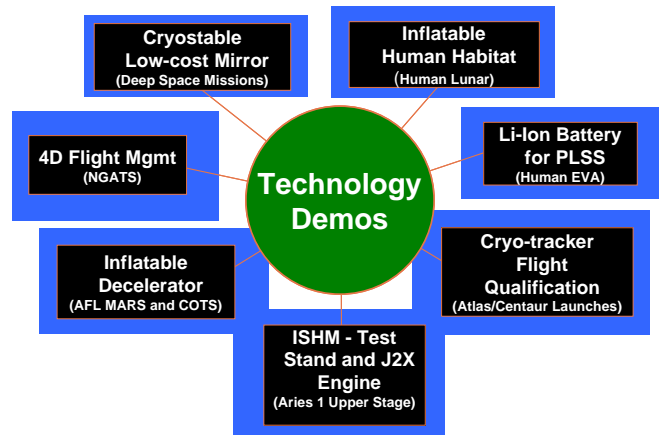 Cryostable
Low-cost Mirror
(Deep Space Missions)
Inflatable
Human Habitat
(Human Lunar)
4D Flight Mgmt
(NGATS)
Technology
Demos
Li-Ion Battery
for PLSS
(Human EVA)
Inflatable
Decelerator
(AFL MARS and COTS)
Cryo-tracker
Flight
Qualification
(Atlas/Centaur Launches)
ISHM - Test
Stand and J2X
Engine
(Aries 1 Upper Stage)